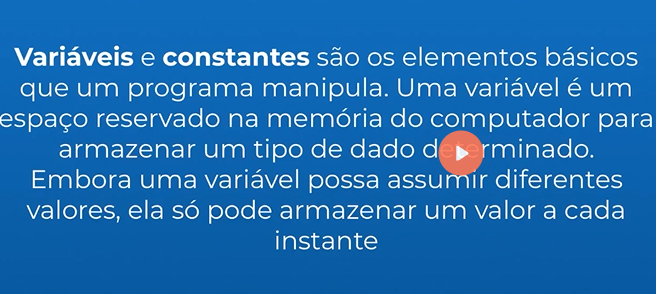 Variáveis e constantes são os elementos básicos
que um programa manipula. Uma variável é um
espaço reservado na memória do computador para
armazenar um tipo de dado determinado.
Embora uma variável possa assumir diferentes
valores, ela só pode armazenar um valor a cada
instante